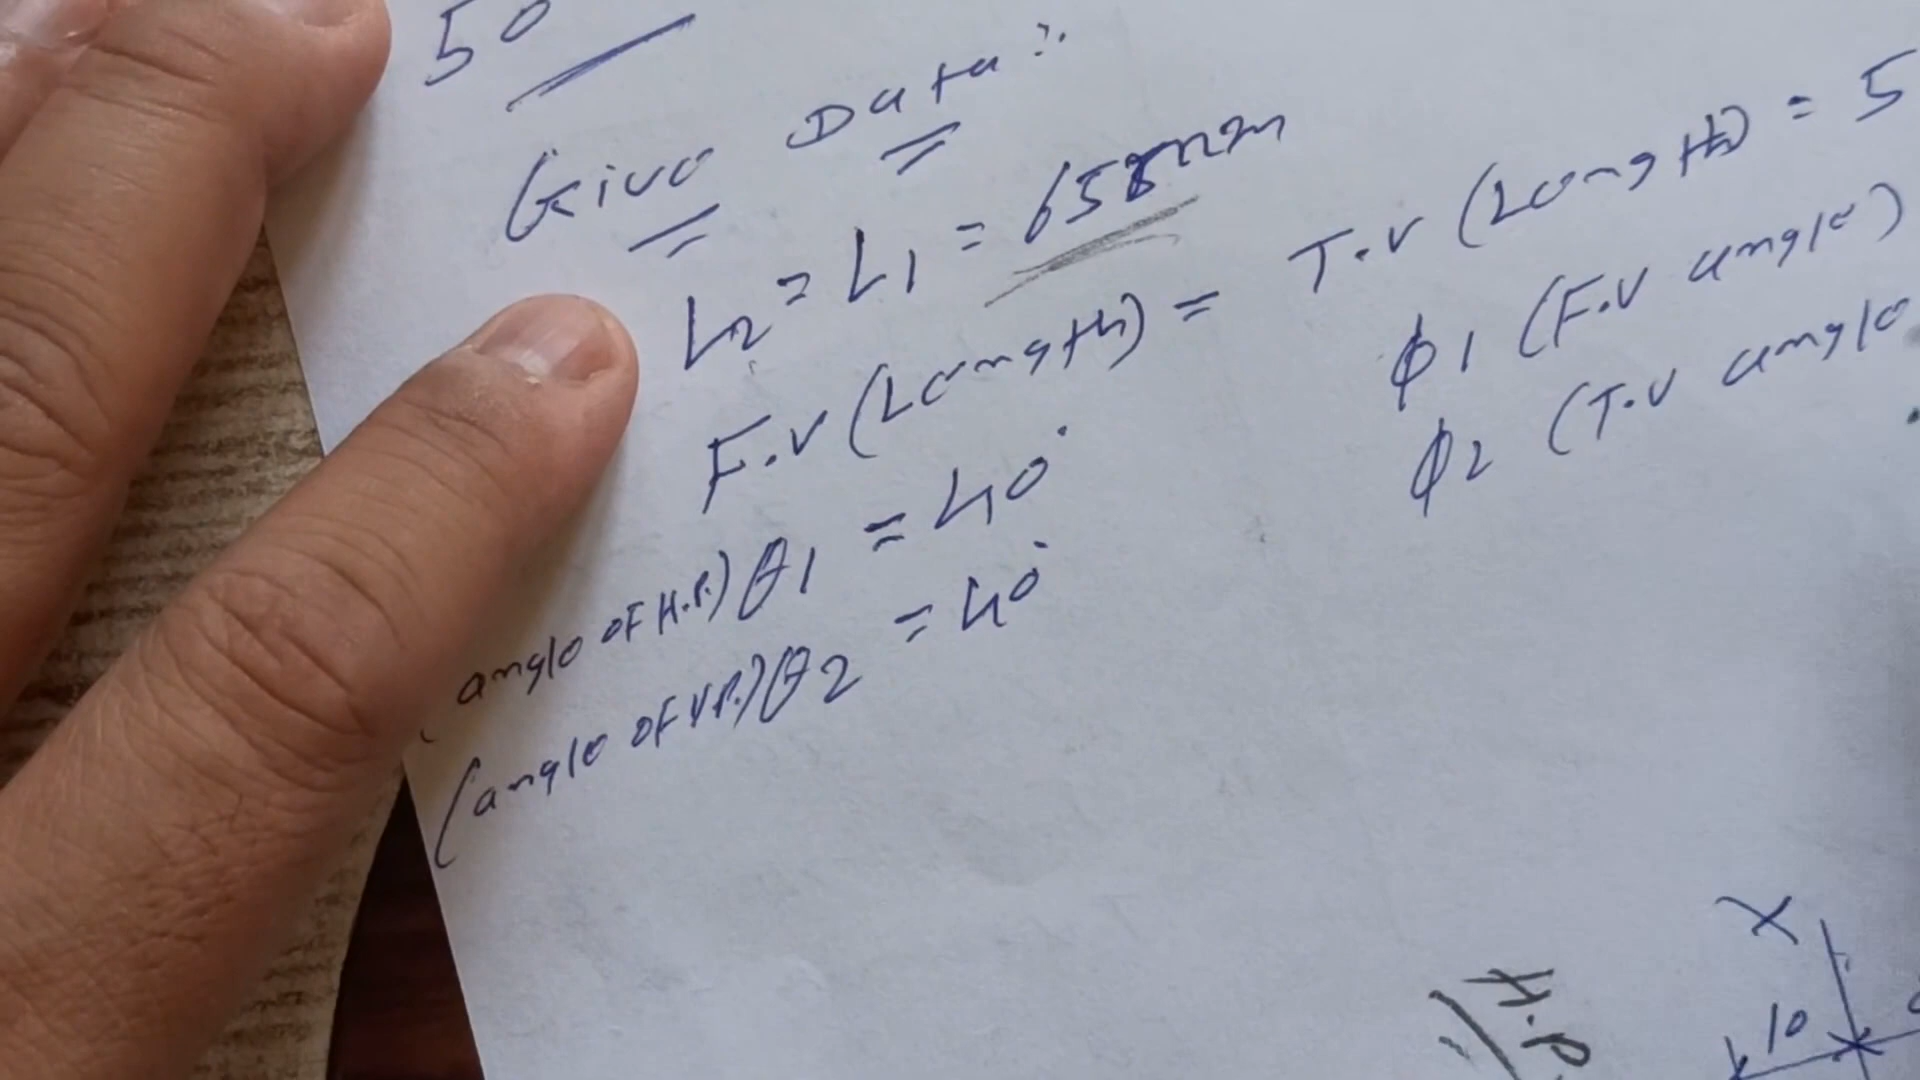 50
Give Data :-
L2 = L1 = 65mm
F.V (Length) = T.V (Length) = 5
ϕ1 (F.V angle)
(angle of H.P.) θ1 = 40°
ϕ2 (T.V angle
(angle of V.P.) θ2 = 40°
X
H.P
10